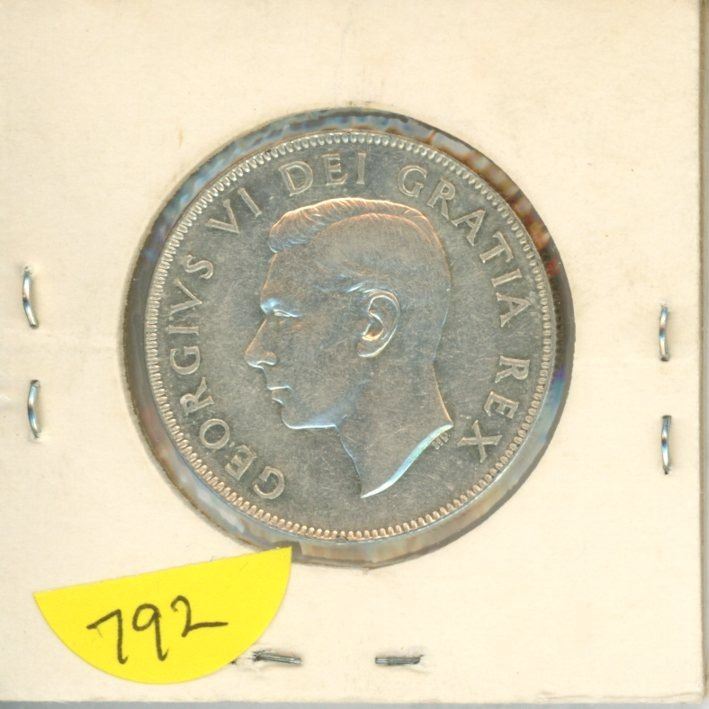 GEORGIVS VI DEI GRATIA REX
792